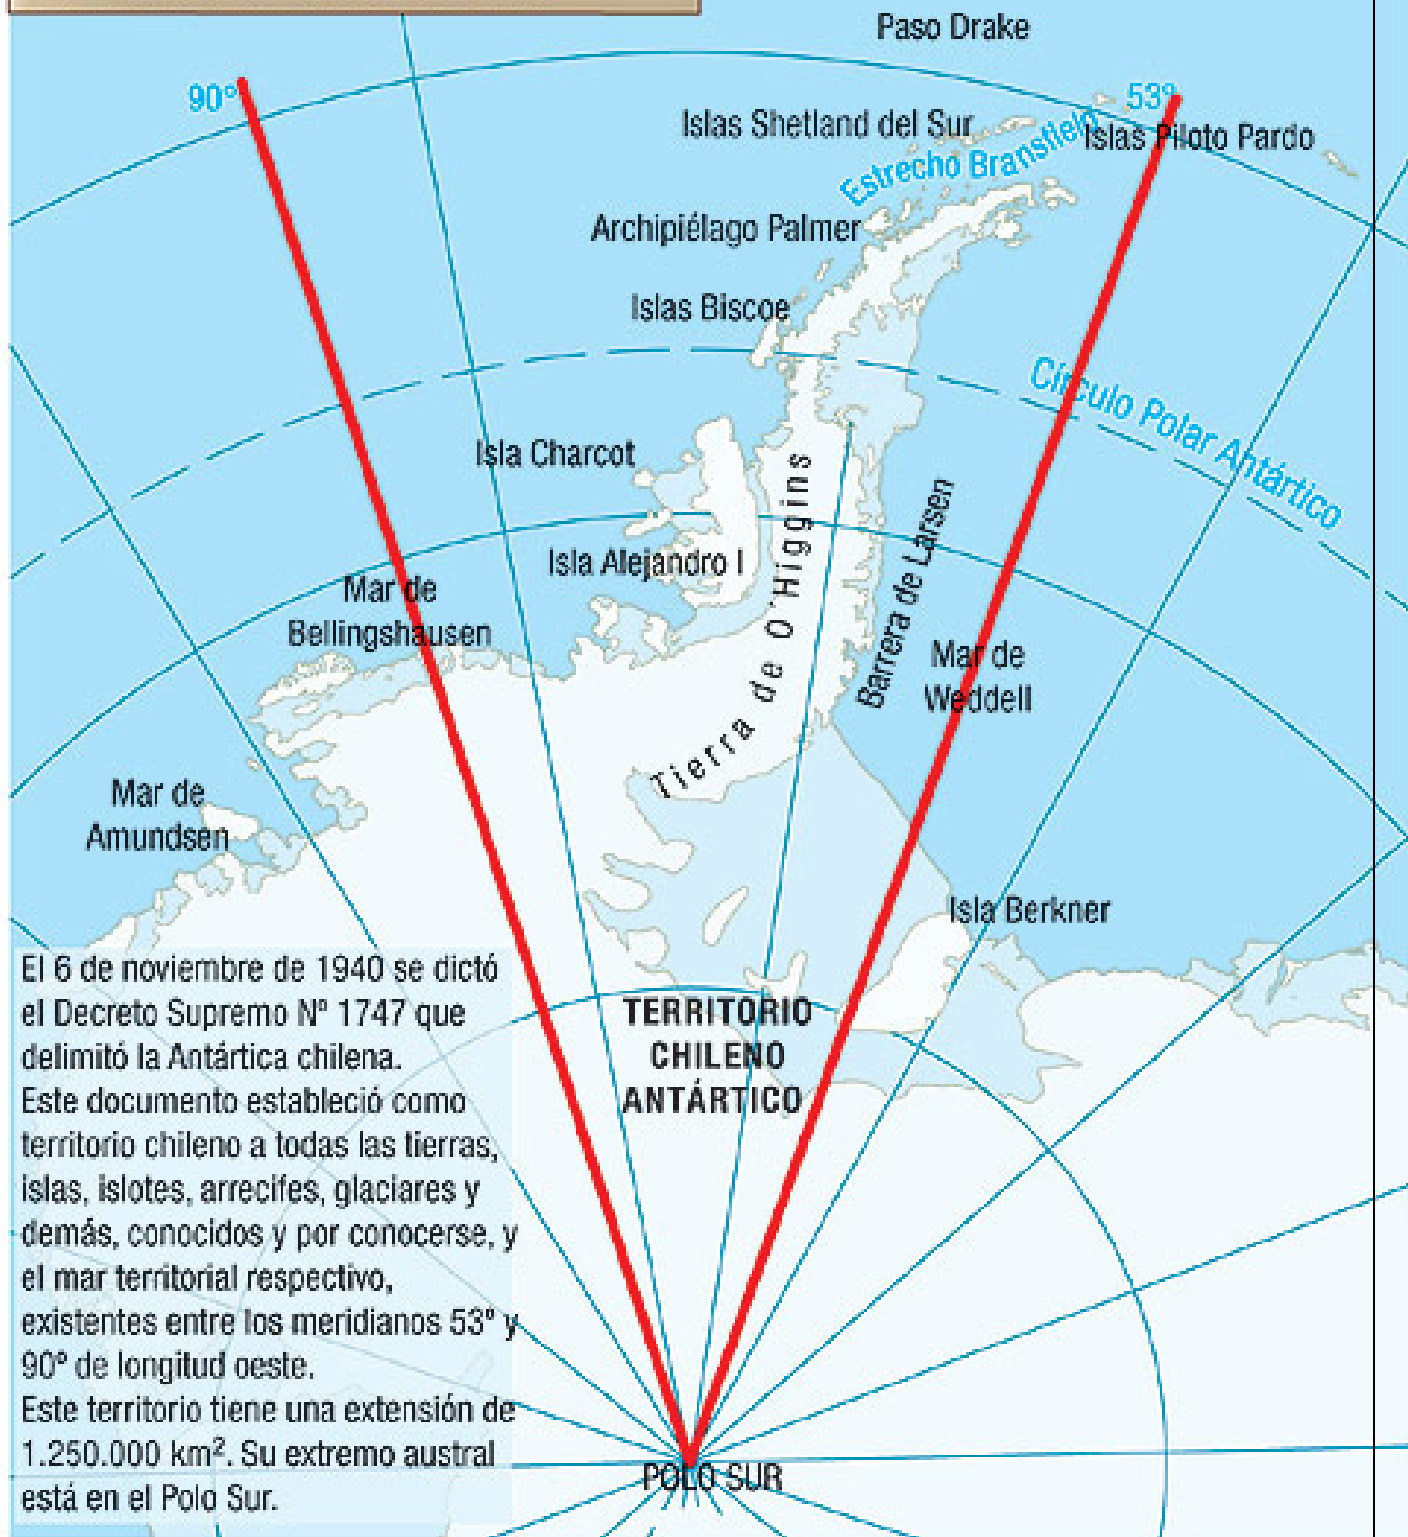 Paso Drake
90º
53º
Islas Shetland del Sur
Estrecho Bransfield
Islas Piloto Pardo
Archipiélago Palmer
Islas Biscoe
Círculo Polar Antártico
Isla Charcot
Isla Alejandro I
Tierra de O'Higgins
Barrera de Larsen
Mar de
Bellingshausen
Mar de
Weddell
Mar de
Amundsen
Isla Berkner
TERRITORIO
CHILENO
ANTÁRTICO
El 6 de noviembre de 1940 se dictó
el Decreto Supremo Nº 1747 que
delimitó la Antártica chilena.
Este documento estableció como
territorio chileno a todas las tierras,
islas, islotes, arrecifes, glaciares y
demás, conocidos y por conocerse, y
el mar territorial respectivo,
existentes entre los meridianos 53º y
90º de longitud oeste.
Este territorio tiene una extensión de
1.250.000 km². Su extremo austral
está en el Polo Sur.
POLO SUR